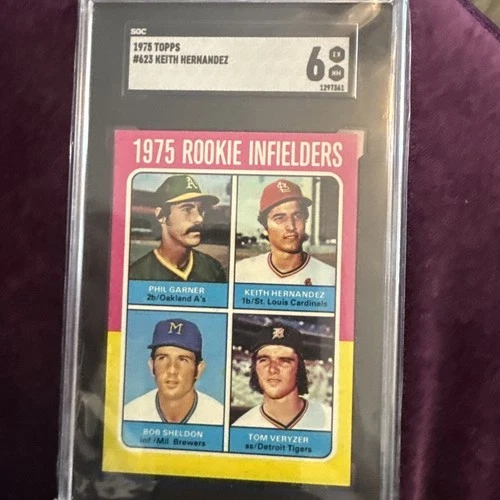 SGC
1975 TOPPS
#623 KEITH HERNANDEZ
6 EX NM
1297361
1975 ROOKIE INFIELDERS
A's
PHIL GARNER
2b/Oakland A's
KEITH HERNANDEZ
1b/St. Louis Cardinals
M
BOB SHELDON
inf/Mil. Brewers
TOM VERYZER
ss/Detroit Tigers